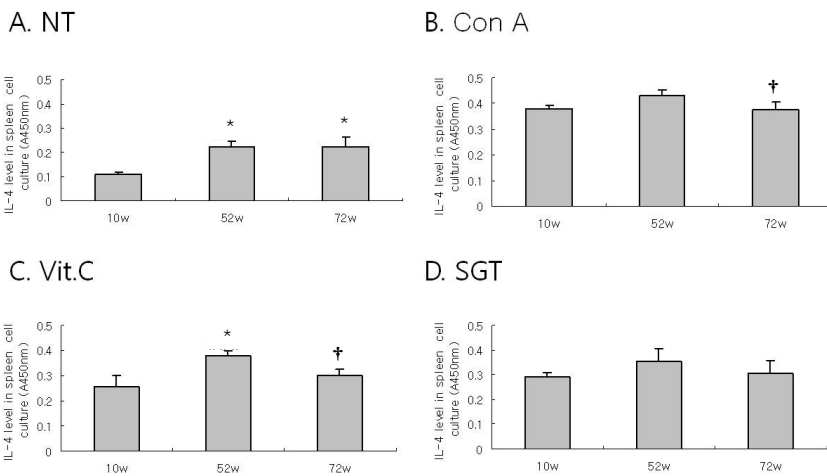 A. NT
IL-4 level in spleen cell
culture (A450nm)
0.5
0.4
0.3
0.2
0.1
0
*
*
10w
52w
72w
B. Con A
IL-4 level in spleen cell
culture (A450nm)
0.5
0.4
0.3
0.2
0.1
0
†
10w
52w
72w
C. Vit.C
IL-4 level in spleen cell
culture (A450nm)
0.5
0.4
0.3
0.2
0.1
0
*
†
10w
52w
72w
D. SGT
IL-4 level in spleen cell
culture (A450nm)
0.5
0.4
0.3
0.2
0.1
0
10w
52w
72w